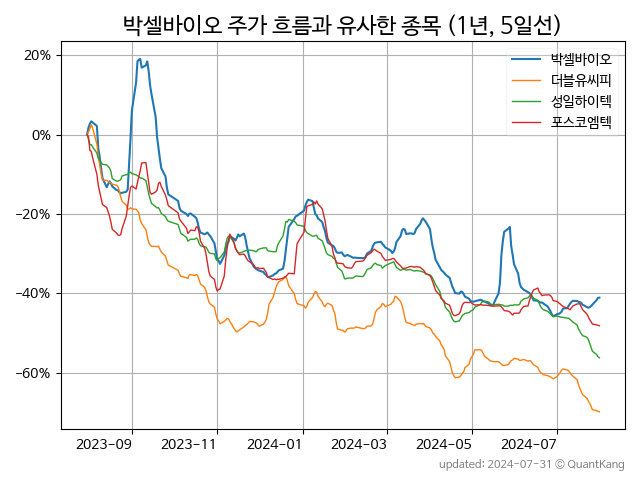 박셀바이오 주가 흐름과 유사한 종목 (1년, 5일선)
20%
0%
−20%
−40%
−60%
박셀바이오
더블유씨피
성일하이텍
포스코엠텍
2023-09 2023-11 2024-01 2024-03 2024-05 2024-07
updated: 2024-07-31 © QuantKang